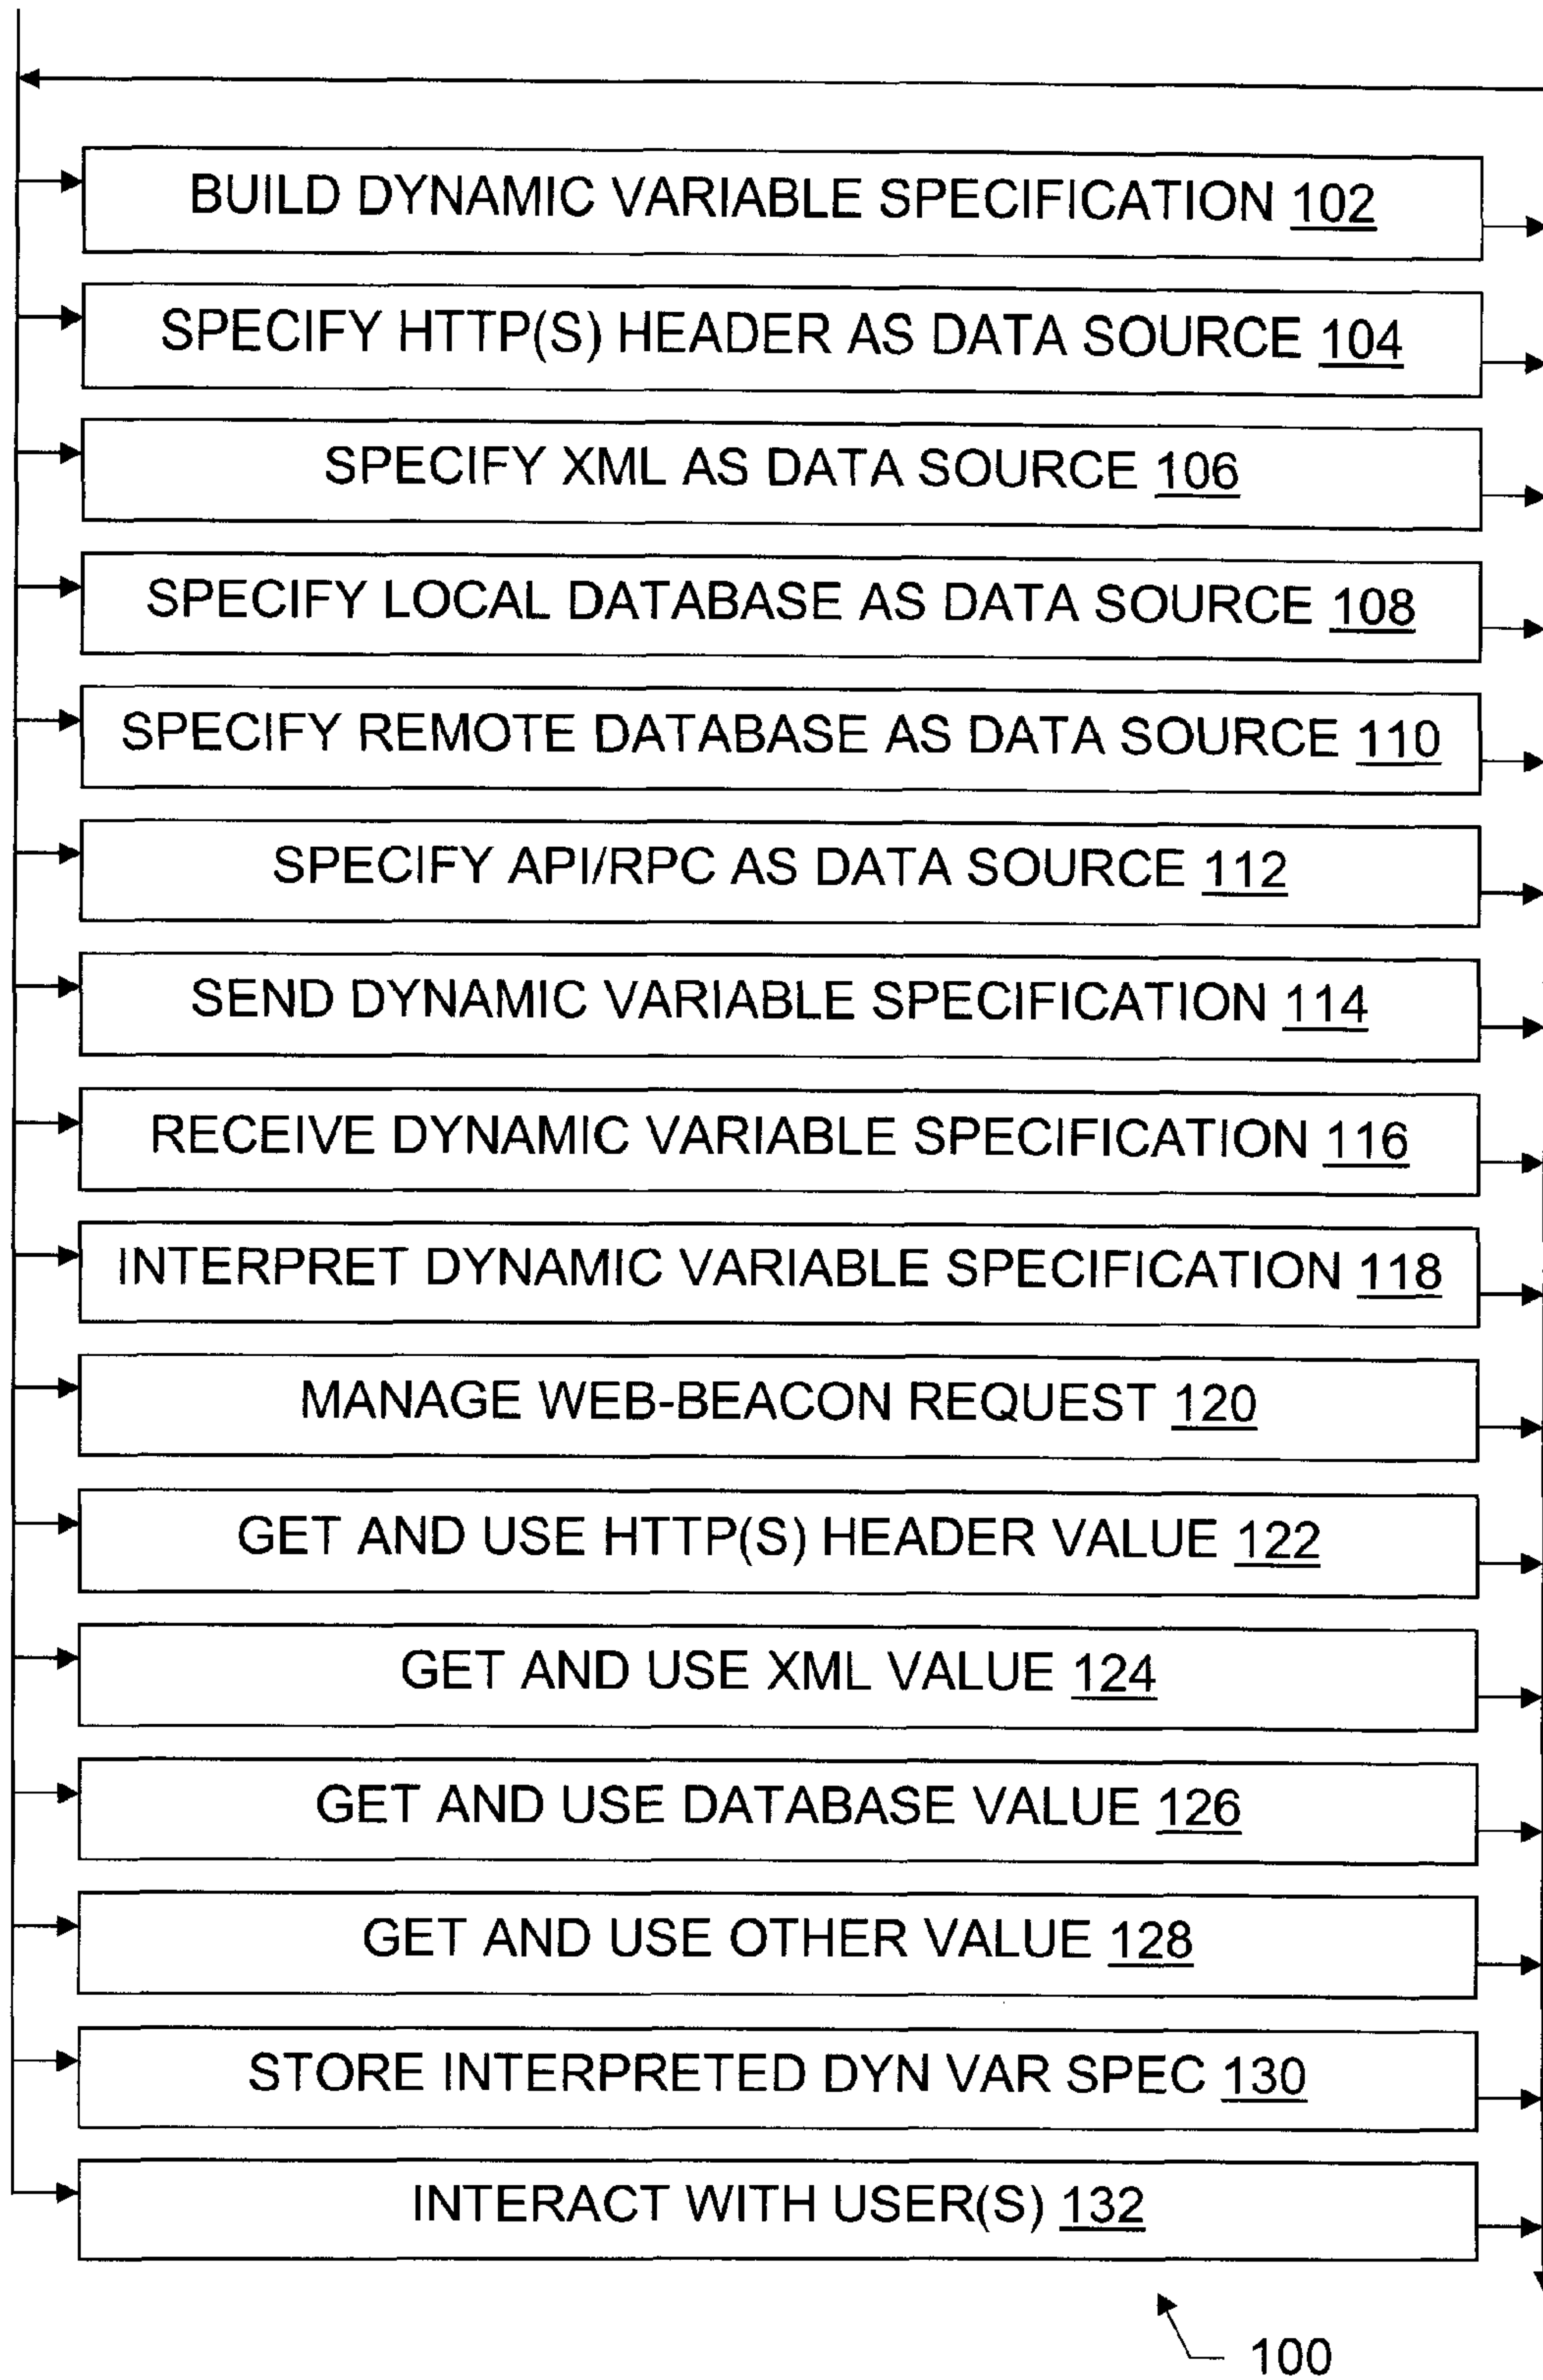 BUILD DYNAMIC VARIABLE SPECIFICATION 102
SPECIFY HTTP(S) HEADER AS DATA SOURCE 104
SPECIFY XML AS DATA SOURCE 106
SPECIFY LOCAL DATABASE AS DATA SOURCE 108
SPECIFY REMOTE DATABASE AS DATA SOURCE 110
SPECIFY API/RPC AS DATA SOURCE 112
SEND DYNAMIC VARIABLE SPECIFICATION 114
RECEIVE DYNAMIC VARIABLE SPECIFICATION 116
INTERPRET DYNAMIC VARIABLE SPECIFICATION 118
MANAGE WEB-BEACON REQUEST 120
GET AND USE HTTP(S) HEADER VALUE 122
GET AND USE XML VALUE 124
GET AND USE DATABASE VALUE 126
GET AND USE OTHER VALUE 128
STORE INTERPRETED DYN VAR SPEC 130
INTERACT WITH USER(S) 132
100